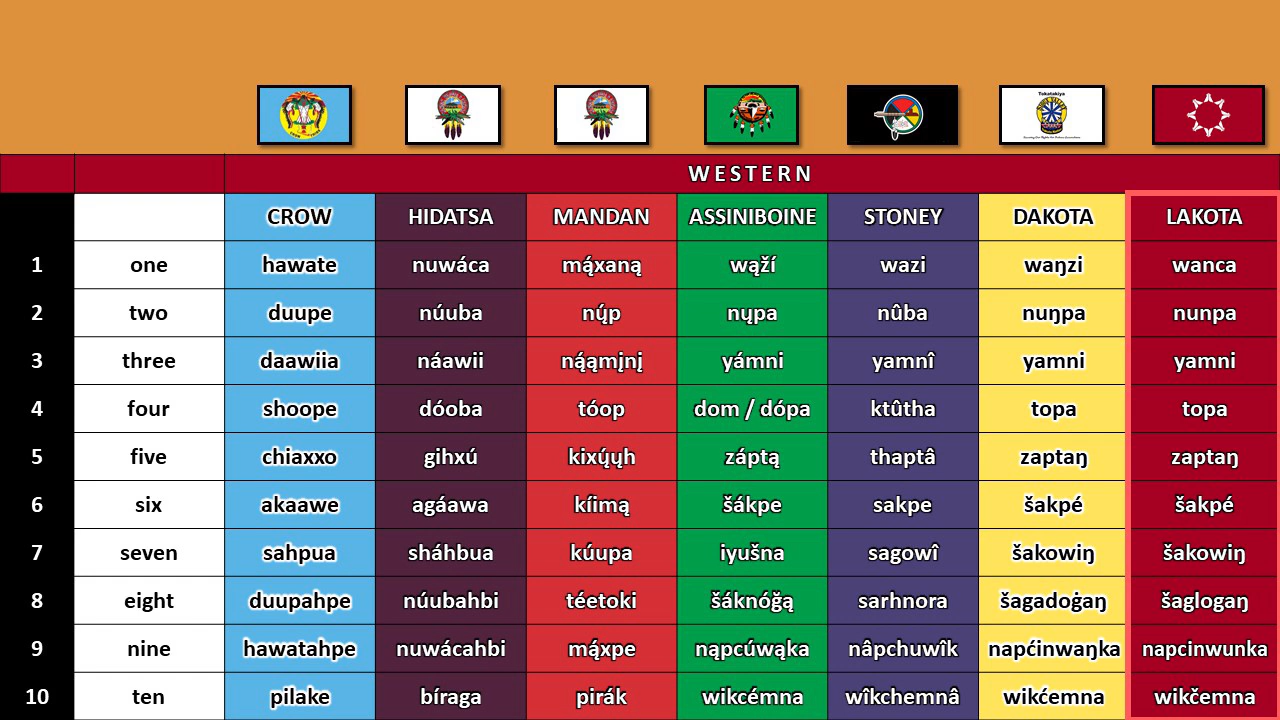 Tokatakiya
WESTERN
CROW HIDATSA MANDAN ASSINIBOINE STONEY DAKOTA LAKOTA
1 one hawate nuwáca mą́xaną wąží wazi waŋzi wanca
2 two duupe núuba nų́p nųpa nûba nuŋpa nunpa
3 three daawiia náawii ną́ąmįnį yámni yamnî yamni yamni
4 four shoope dóoba tóop dom / dópa ktûtha topa topa
5 five chiaxxo gihxú kixų́ųh záptą thaptâ zaptaŋ zaptaŋ
6 six akaawe agáawa kíimą šákpe sakpe šakpé šakpé
7 seven sahpua sháhbua kúupa iyušna sagowî šakowiŋ šakowiŋ
8 eight duupahpe núubahbi téetoki šáknóğą sarhnora šagadoġaŋ šaglogaŋ
9 nine hawatahpe nuwácahbi mą́xpe nąpcúwąka nâpchuwîk napćinwaŋka napcinwunka
10 ten pilake bíraga pirák wikcémna wîkchemnâ wikćemna wikčemna